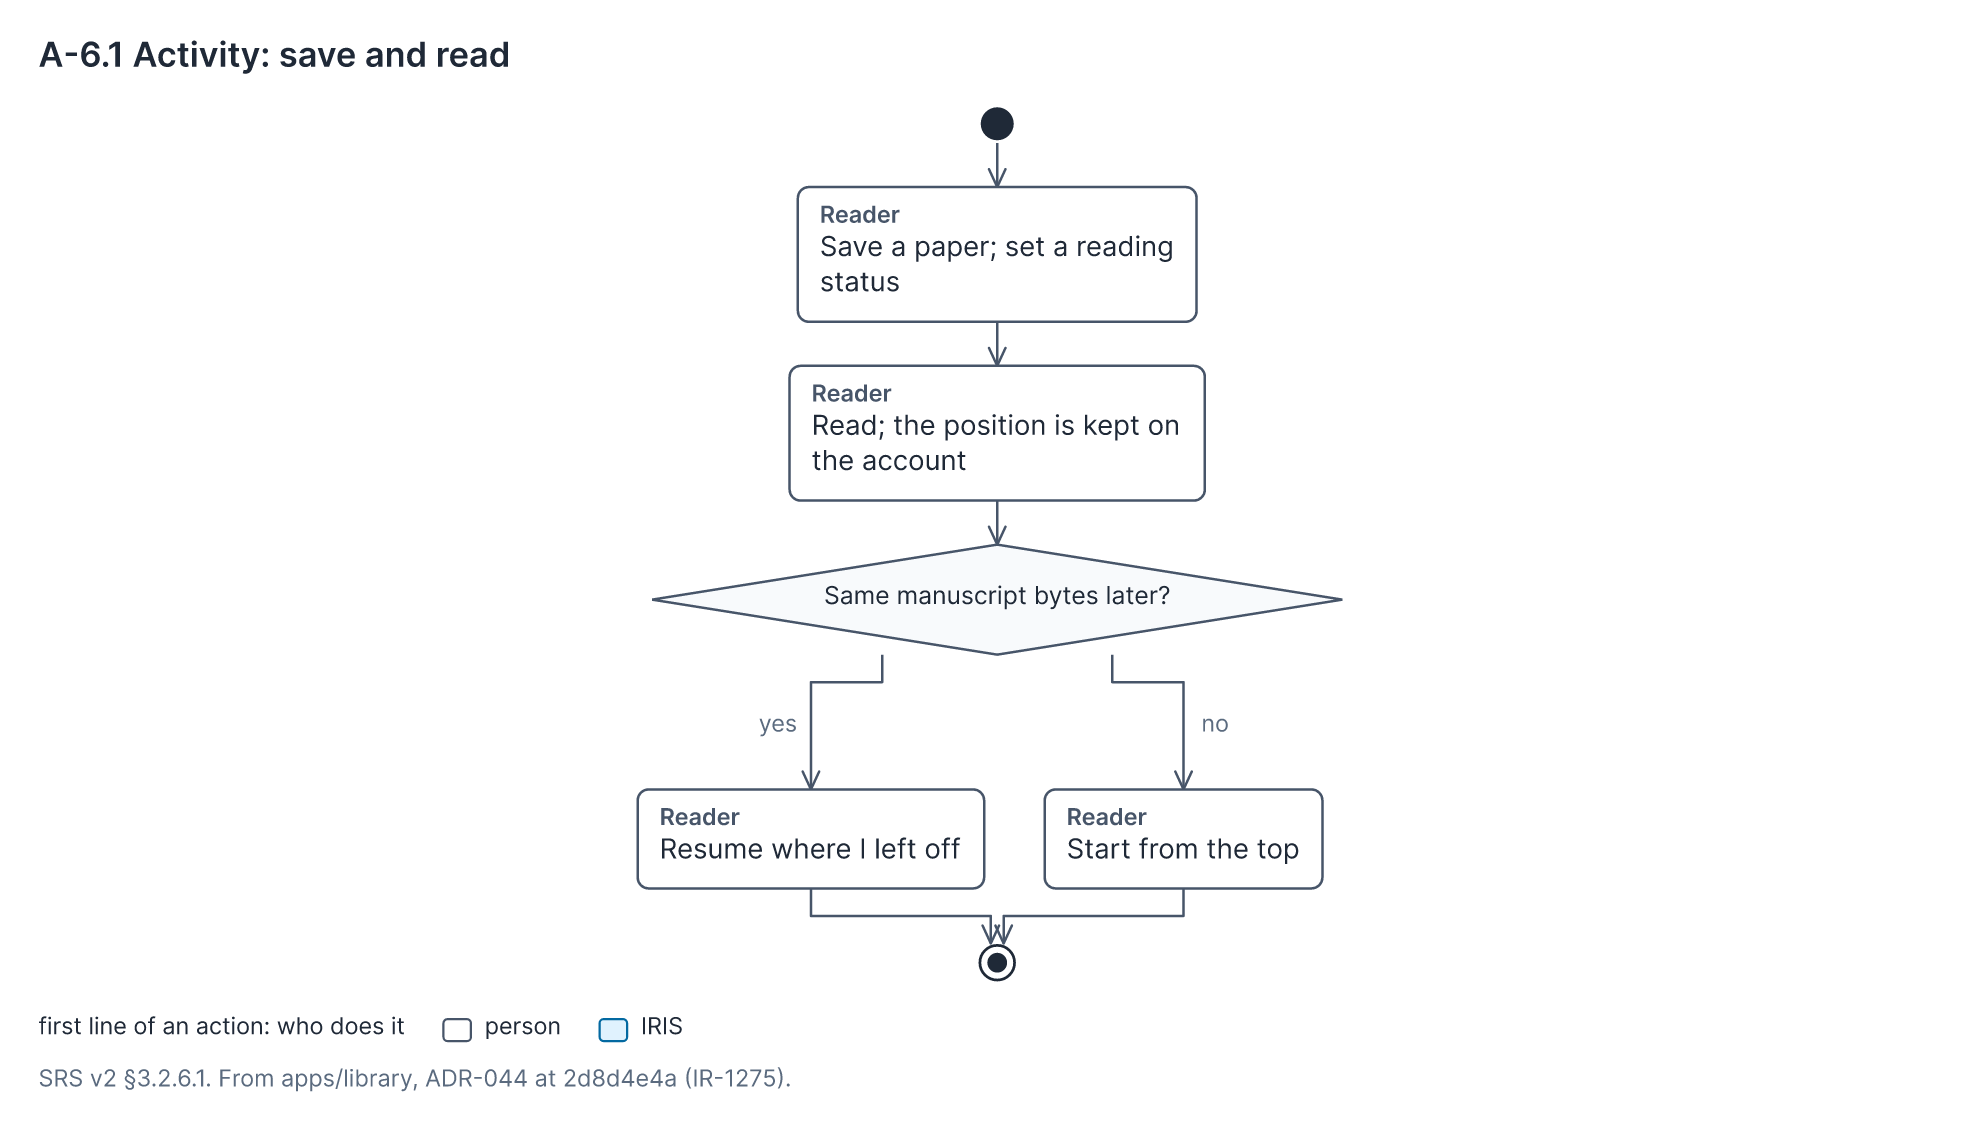 A-6.1 Activity: save and read
Reader
Save a paper; set a reading
status
Reader
Read; the position is kept on
the account
Same manuscript bytes later?
yes
no
Reader
Resume where I left off
Reader
Start from the top
first line of an action: who does it
person
IRIS
SRS v2 §3.2.6.1. From apps/library, ADR-044 at 2d8d4e4a (IR-1275).